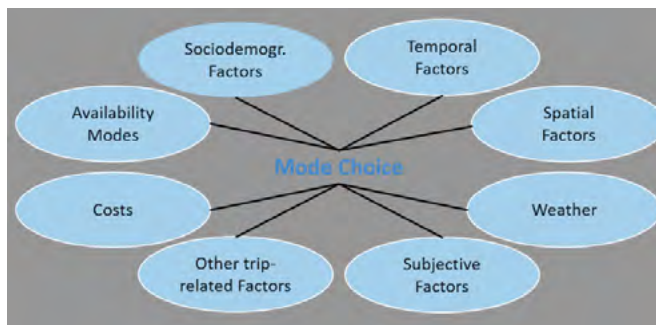 Sociodemogr.
Factors
Temporal
Factors
Availability
Modes
Spatial
Factors
Mode Choice
Costs
Weather
Other trip-
related Factors
Subjective
Factors